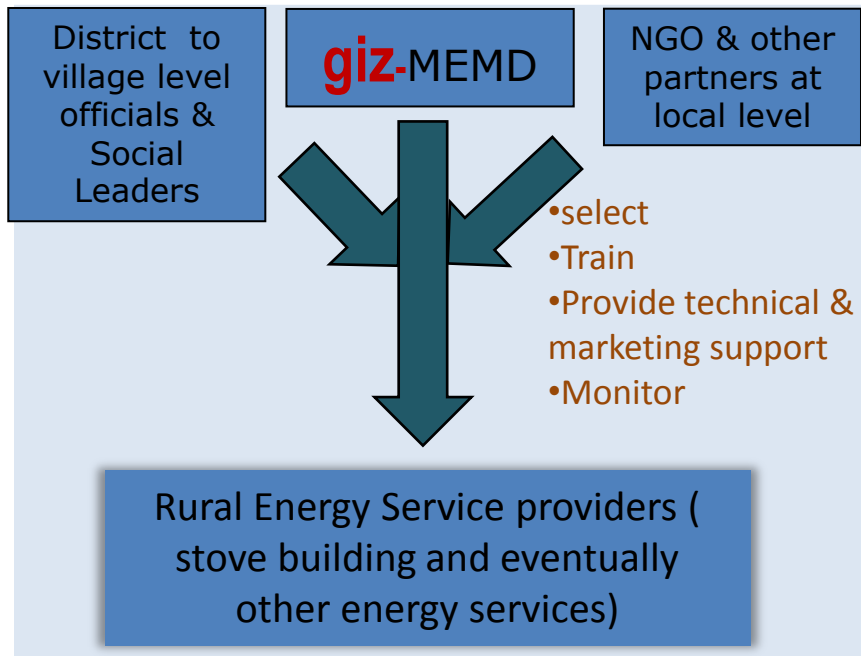 District to
village level
officials &
Social
Leaders
giz-MEMD
NGO & other
partners at
local level
•select
•Train
•Provide technical &
marketing support
•Monitor
Rural Energy Service providers (
stove building and eventually
other energy services)